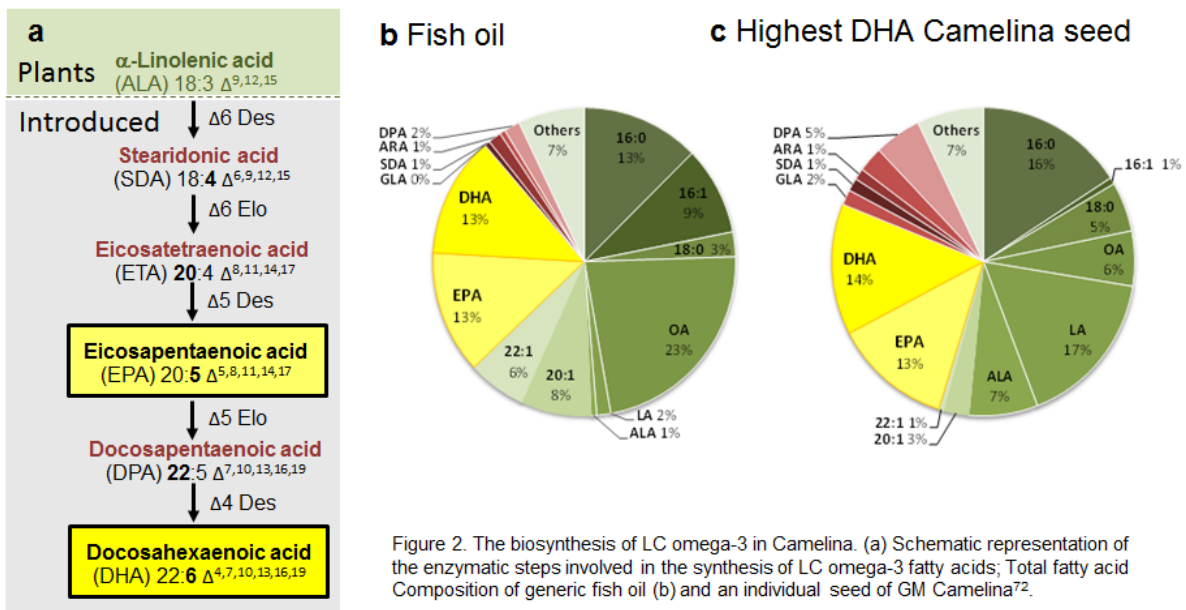 a
Plants
α-Linolenic acid
(ALA) 18:3 Δ9,12,15
Introduced
Δ6 Des
Stearidonic acid
(SDA) 18:4 Δ6,9,12,15
Δ6 Elo
Eicosatetraenoic acid
(ETA) 20:4 Δ8,11,14,17
Δ5 Des
Eicosapentaenoic acid
(EPA) 20:5 Δ5,8,11,14,17
Δ5 Elo
Docosapentaenoic acid
(DPA) 22:5 Δ7,10,13,16,19
Δ4 Des
Docosahexaenoic acid
(DHA) 22:6 Δ4,7,10,13,16,19
b Fish oil
Others
7%
16:0
13%
16:1
9%
18:0 3%
OA
23%
LA 2%
ALA 1%
20:1
8%
22:1
6%
EPA
13%
DHA
13%
GLA 0%
SDA 1%
ARA 1%
DPA 2%
c Highest DHA Camelina seed
Others
7%
16:0
16%
16:1 1%
18:0
5%
OA
6%
LA
17%
ALA
7%
20:1 3%
22:1 1%
EPA
13%
DHA
14%
GLA 2%
SDA 1%
ARA 1%
DPA 5%
Figure 2. The biosynthesis of LC omega-3 in Camelina. (a) Schematic representation of
the enzymatic steps involved in the synthesis of LC omega-3 fatty acids; Total fatty acid
Composition of generic fish oil (b) and an individual seed of GM Camelina72.